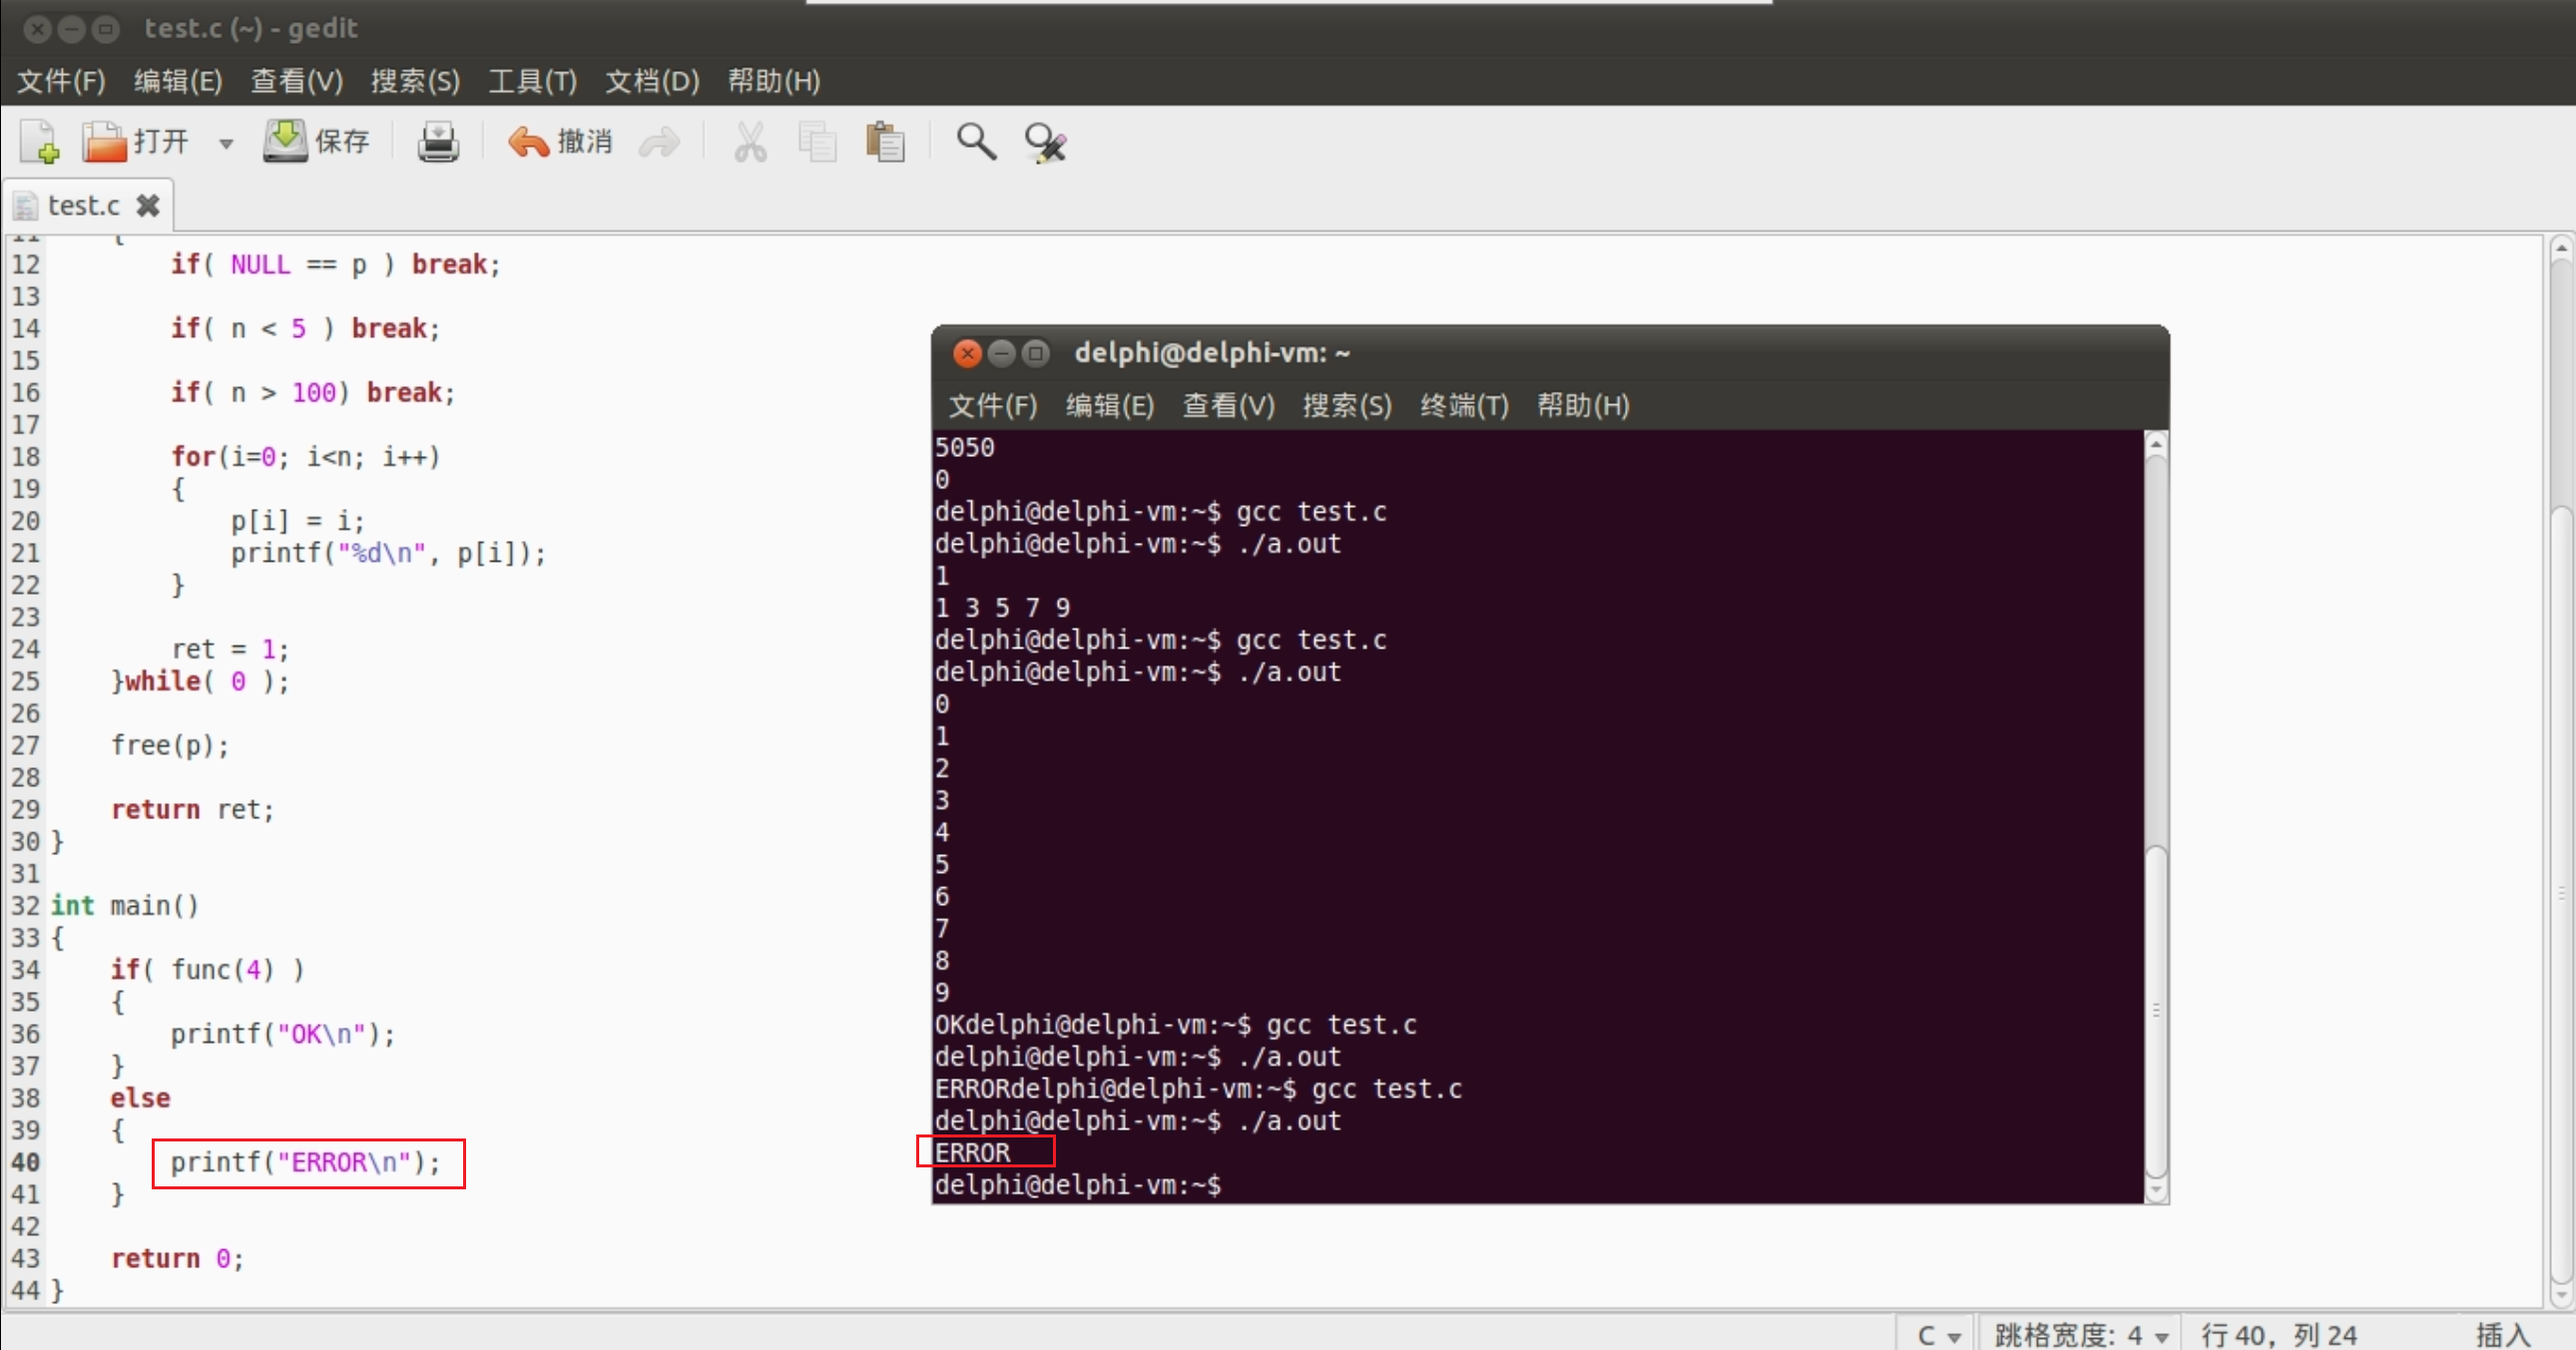 test.c (~) - gedit
文件(F) 编辑(E) 查看(V) 搜索(S) 工具(T) 文档(D) 帮助(H)
打开 保存 撤消
test.c
11 {
12 if( NULL == p ) break;
13
14 if( n < 5 ) break;
15
16 if( n > 100) break;
17
18 for(i=0; i<n; i++)
19 {
20 p[i] = i;
21 printf("%d\n", p[i]);
22 }
23
24 ret = 1;
25 }while( 0 );
26
27 free(p);
28
29 return ret;
30 }
31
32 int main()
33 {
34 if( func(4) )
35 {
36 printf("OK\n");
37 }
38 else
39 {
40 printf("ERROR\n");
41 }
42
43 return 0;
44 }
delphi@delphi-vm: ~
文件(F) 编辑(E) 查看(V) 搜索(S) 终端(T) 帮助(H)
5050
0
delphi@delphi-vm:~$ gcc test.c
delphi@delphi-vm:~$ ./a.out
1
1 3 5 7 9
delphi@delphi-vm:~$ gcc test.c
delphi@delphi-vm:~$ ./a.out
0
1
2
3
4
5
6
7
8
9
OKdelphi@delphi-vm:~$ gcc test.c
delphi@delphi-vm:~$ ./a.out
ERRORdelphi@delphi-vm:~$ gcc test.c
delphi@delphi-vm:~$ ./a.out
ERROR
delphi@delphi-vm:~$
C 跳格宽度: 4 行 40，列 24 插入